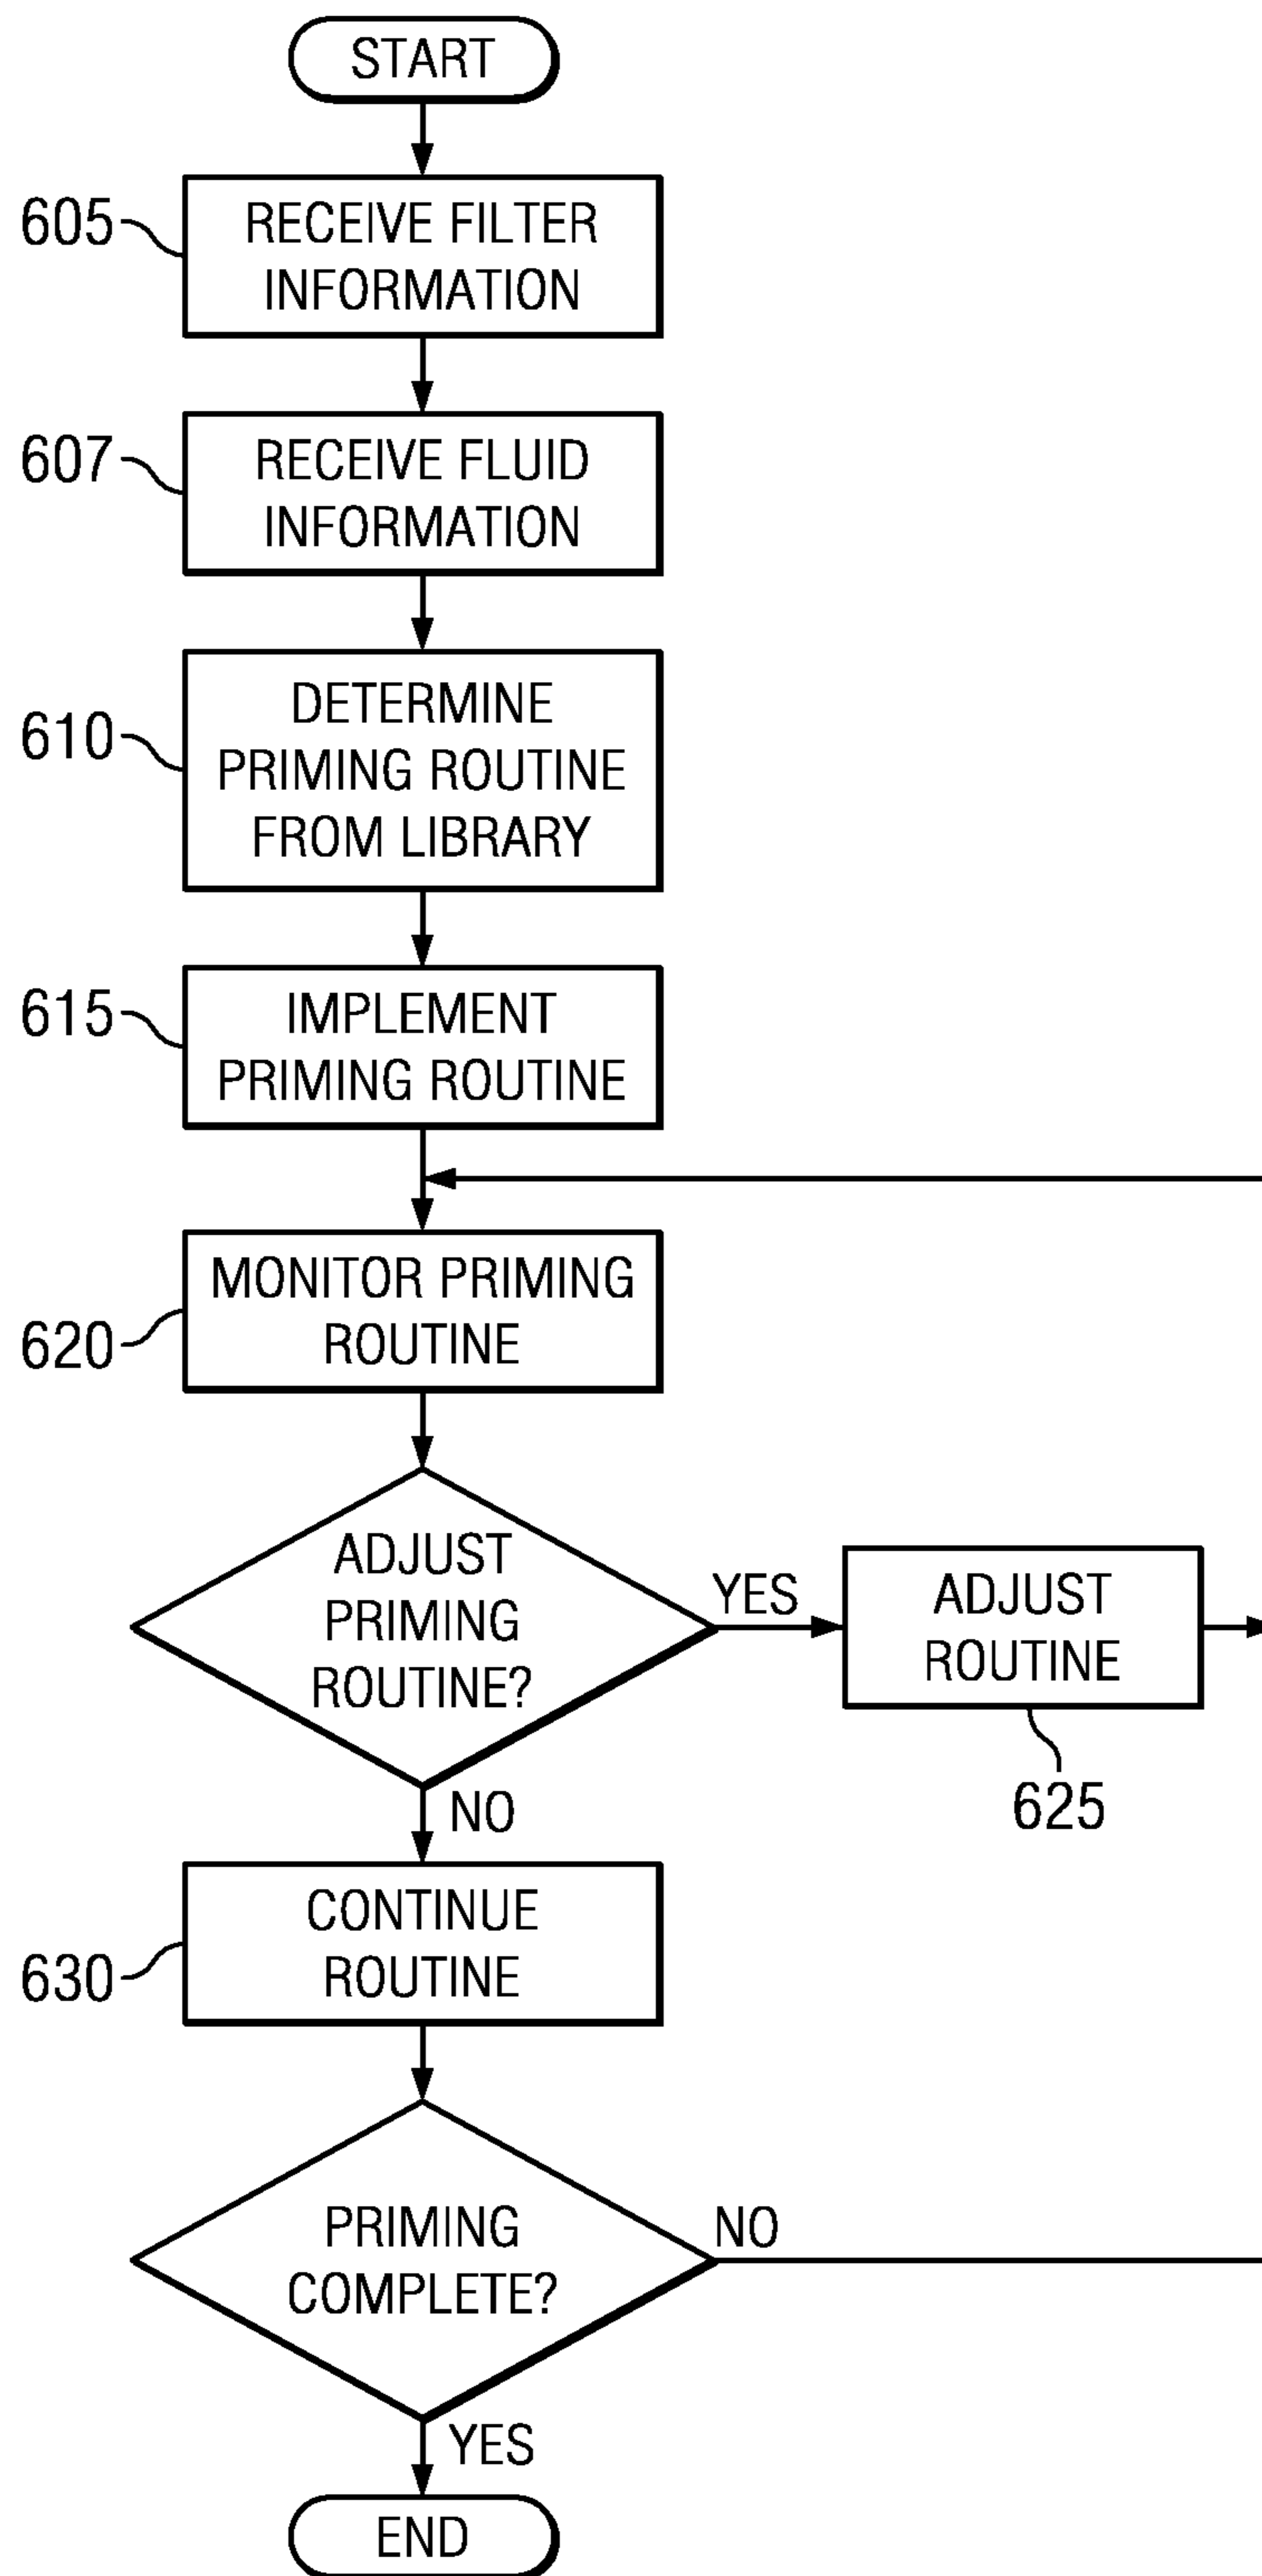 START
605
RECEIVE FILTER
INFORMATION
607
RECEIVE FLUID
INFORMATION
610
DETERMINE
PRIMING ROUTINE
FROM LIBRARY
615
IMPLEMENT
PRIMING ROUTINE
620
MONITOR PRIMING
ROUTINE
ADJUST
PRIMING
ROUTINE?
YES
ADJUST
ROUTINE
625
NO
630
CONTINUE
ROUTINE
PRIMING
COMPLETE?
NO
YES
END